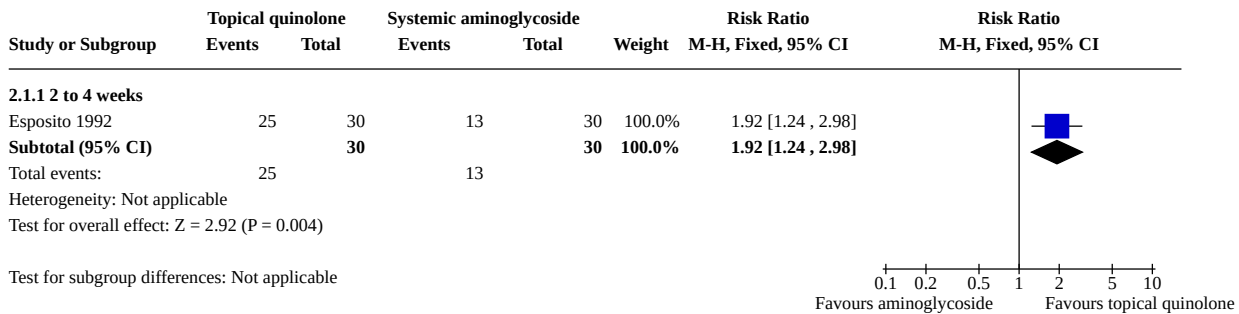 Topical quinolone Systemic aminoglycoside Risk Ratio Risk Ratio
Study or Subgroup Events Total Events Total Weight M-H, Fixed, 95% CI M-H, Fixed, 95% CI
2.1.1 2 to 4 weeks
Esposito 1992 25 30 13 30 100.0% 1.92 [1.24 , 2.98]
Subtotal (95% CI) 30 30 100.0% 1.92 [1.24 , 2.98]
Total events: 25 13
Heterogeneity: Not applicable
Test for overall effect: Z = 2.92 (P = 0.004)
Test for subgroup differences: Not applicable
0.1 0.2 0.5 1 2 5 10
Favours aminoglycoside Favours topical quinolone